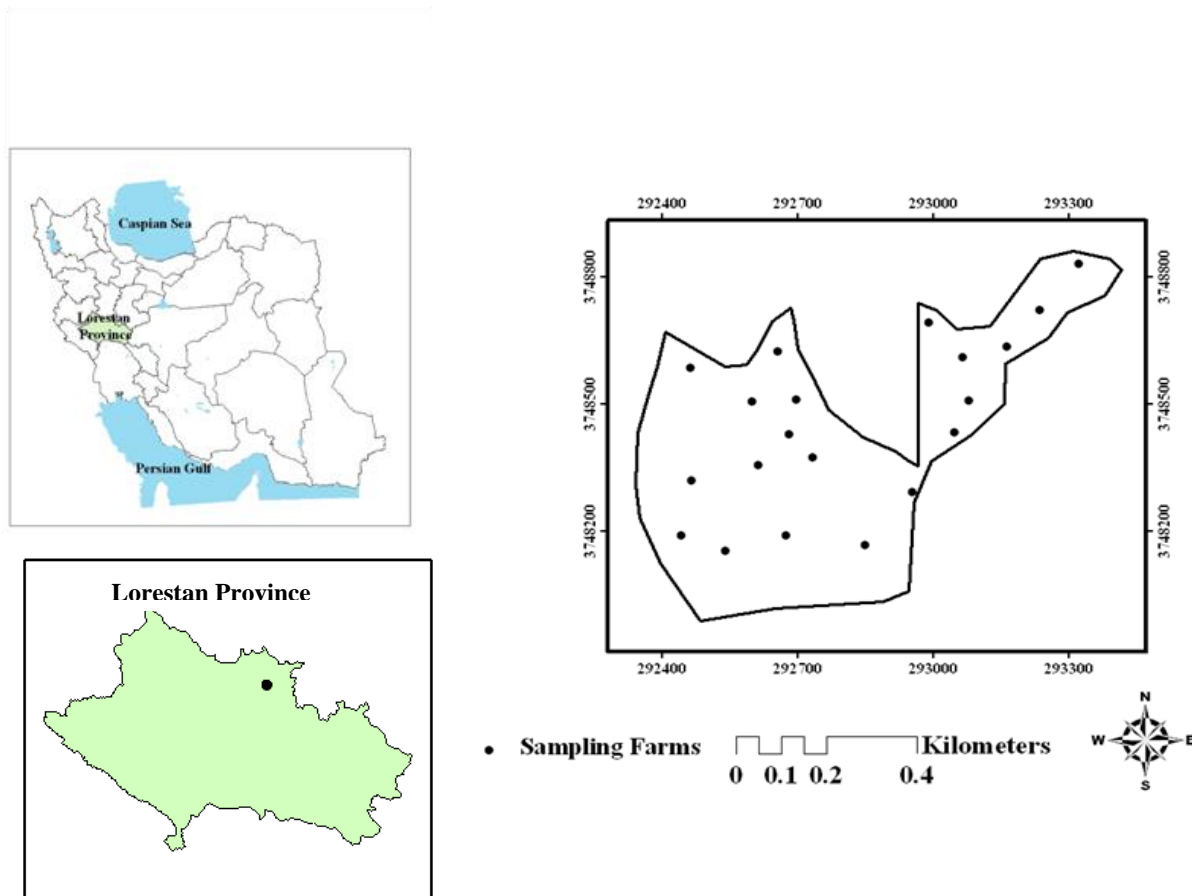 Caspian Sea
Lorestan
Province
Persian Gulf
Lorestan Province
292400 292700 293000 293300
3748800 3748800
3748500 3748500
3748200 3748200
292400 292700 293000 293300
Sampling Farms
Kilometers
0 0.1 0.2 0.4
N
W E
S